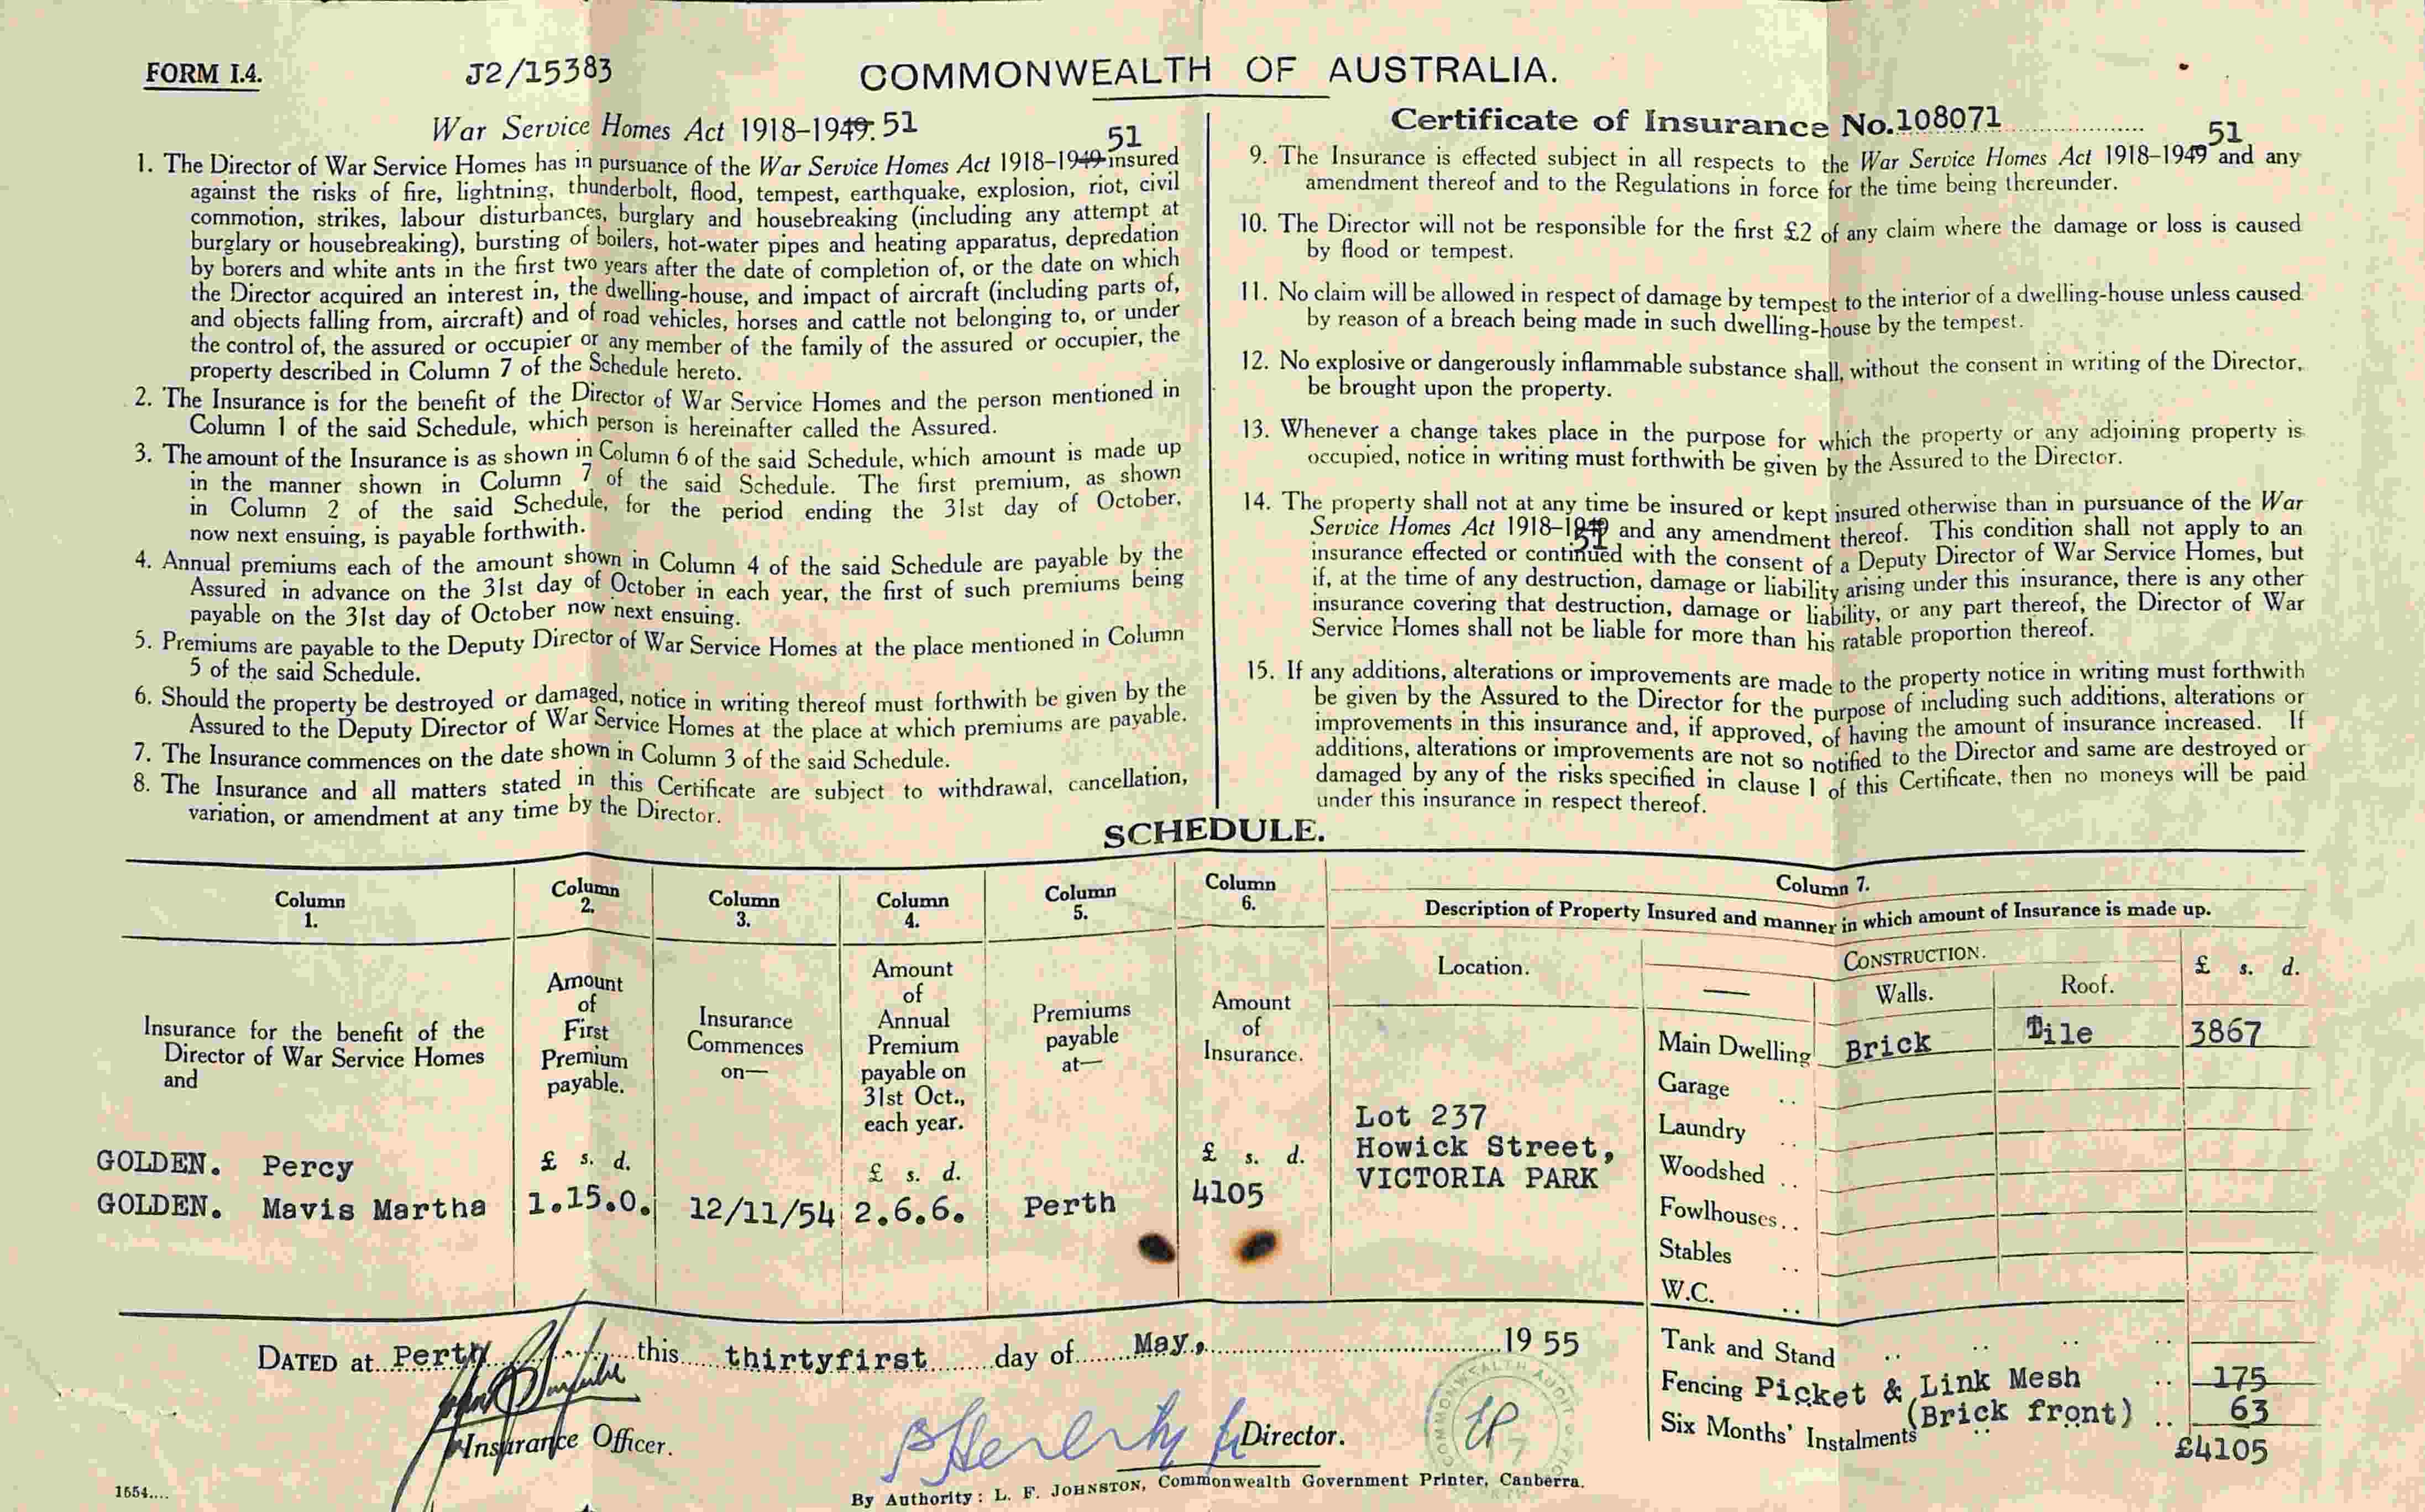 FORM I.4.
J2/15383
COMMONWEALTH OF AUSTRALIA.
War Service Homes Act 1918-1949. 51
51
1. The Director of War Service Homes has in pursuance of the War Service Homes Act 1918-1949 insured
against the risks of fire, lightning, thunderbolt, flood, tempest, earthquake, explosion, riot, civil
commotion, strikes, labour disturbances, burglary and housebreaking (including any attempt at
burglary or housebreaking), bursting of boilers, hot-water pipes and heating apparatus, depredation
by borers and white ants in the first two years after the date of completion of, or the date on which
the Director acquired an interest in, the dwelling-house, and impact of aircraft (including parts of,
and objects falling from, aircraft) and of road vehicles, horses and cattle not belonging to, or under
the control of, the assured or occupier or any member of the family of the assured or occupier, the
property described in Column 7 of the Schedule hereto.
2. The Insurance is for the benefit of the Director of War Service Homes and the person mentioned in
Column 1 of the said Schedule, which person is hereinafter called the Assured.
3. The amount of the Insurance is as shown in Column 6 of the said Schedule, which amount is made up
in the manner shown in Column 7 of the said Schedule. The first premium, as shown
in Column 2 of the said Schedule, for the period ending the 31st day of October,
now next ensuing, is payable forthwith.
4. Annual premiums each of the amount shown in Column 4 of the said Schedule are payable by the
Assured in advance on the 31st day of October in each year, the first of such premiums being
payable on the 31st day of October now next ensuing.
5. Premiums are payable to the Deputy Director of War Service Homes at the place mentioned in Column
5 of the said Schedule.
6. Should the property be destroyed or damaged, notice in writing thereof must forthwith be given by the
Assured to the Deputy Director of War Service Homes at the place at which premiums are payable.
7. The Insurance commences on the date shown in Column 3 of the said Schedule.
8. The Insurance and all matters stated in this Certificate are subject to withdrawal, cancellation,
variation, or amendment at any time by the Director.
Certificate of Insurance No. 108071
51
9. The Insurance is effected subject in all respects to the War Service Homes Act 1918-1949 and any
amendment thereof and to the Regulations in force for the time being thereunder.
10. The Director will not be responsible for the first £2 of any claim where the damage or loss is caused
by flood or tempest.
11. No claim will be allowed in respect of damage by tempest to the interior of a dwelling-house unless caused
by reason of a breach being made in such dwelling-house by the tempest.
12. No explosive or dangerously inflammable substance shall, without the consent in writing of the Director,
be brought upon the property.
13. Whenever a change takes place in the purpose for which the property or any adjoining property is
occupied, notice in writing must forthwith be given by the Assured to the Director.
14. The property shall not at any time be insured or kept insured otherwise than in pursuance of the War
Service Homes Act 1918-1949 and any amendment thereof. This condition shall not apply to an
51
insurance effected or continued with the consent of a Deputy Director of War Service Homes, but
if, at the time of any destruction, damage or liability arising under this insurance, there is any other
insurance covering that destruction, damage or liability, or any part thereof, the Director of War
Service Homes shall not be liable for more than his ratable proportion thereof.
15. If any additions, alterations or improvements are made to the property notice in writing must forthwith
be given by the Assured to the Director for the purpose of including such additions, alterations or
improvements in this insurance and, if approved, of having the amount of insurance increased. If
additions, alterations or improvements are not so notified to the Director and same are destroyed or
damaged by any of the risks specified in clause 1 of this Certificate, then no moneys will be paid
under this insurance in respect thereof.
SCHEDULE.
Column 1.
Column 2.
Column 3.
Column 4.
Column 5.
Column 6.
Column 7.
Description of Property Insured and manner in which amount of Insurance is made up.
Insurance for the benefit of the
Director of War Service Homes
and
Amount
of
First
Premium
payable.
Insurance
Commences
on—
Amount
of
Annual
Premium
payable on
31st Oct.,
each year.
Premiums
payable
at—
Amount
of
Insurance.
Location.
CONSTRUCTION.
Walls.
Roof.
£ s. d.
GOLDEN. Percy
GOLDEN. Mavis Martha
£ s. d.
1.15.0.
12/11/54
£ s. d.
2.6.6.
Perth
£ s. d.
4105
Lot 237
Howick Street,
VICTORIA PARK
Main Dwelling Brick Tile 3867
Garage ..
Laundry ..
Woodshed ..
Fowlhouses..
Stables ..
W.C. ..
Tank and Stand .. .. .. ..
Fencing Picket & Link Mesh .. 175
(Brick front)
Six Months' Instalments .. .. .. 63
£4105
DATED at Perth this thirtyfirst day of May, 1955
Insurance Officer.
Director.
COMMONWEALTH AUDIT OFFICE
By Authority: L. F. JOHNSTON, Commonwealth Government Printer, Canberra.
1654....